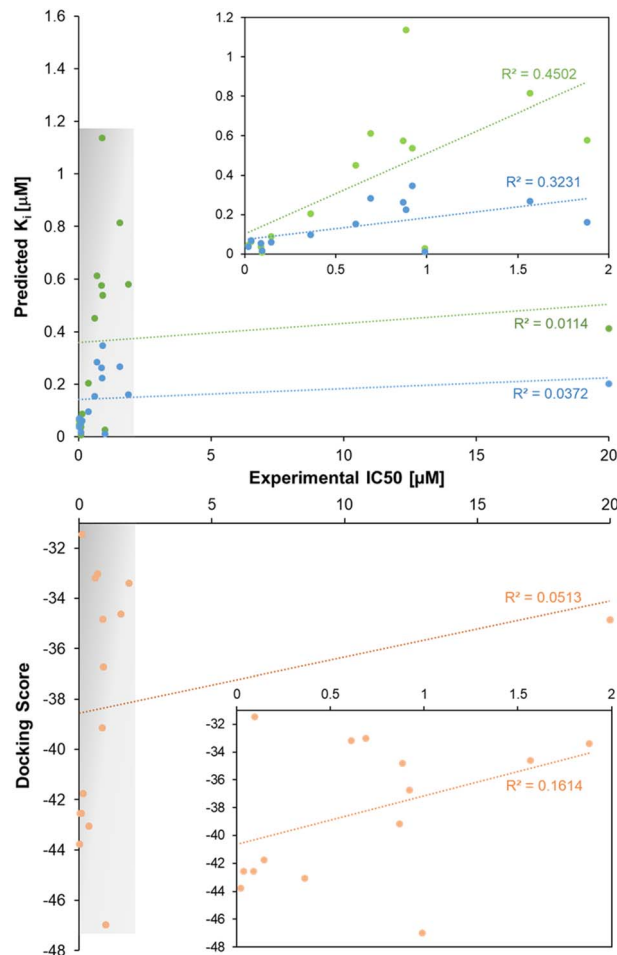 1.6
1.4
1.2
1
0.8
0.6
0.4
0.2
0
Predicted Ki [µM]
1.2
1
0.8
0.6
0.4
0.2
0
R² = 0.4502
R² = 0.3231
0 0.5 1 1.5 2
R² = 0.0114
R² = 0.0372
0 5 10 15 20
Experimental IC50 [µM]
0 5 10 15 20
-32
-34
-36
-38
-40
-42
-44
-46
-48
Docking Score
R² = 0.0513
0 0.5 1 1.5 2
-32
-34
-36
-38
-40
-42
-44
-46
-48
R² = 0.1614